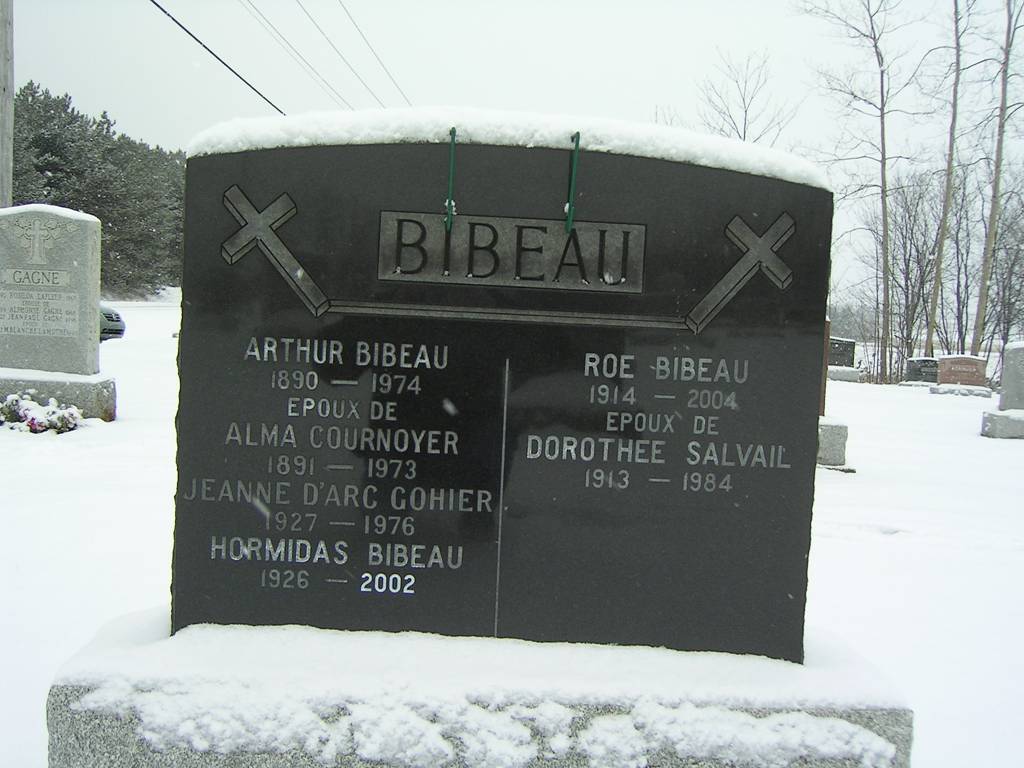 BIBEAU
ARTHUR BIBEAU
1890 — 1974
EPOUX DE
ALMA COURNOYER
1891 — 1973
JEANNE D'ARC GOHIER
1927 — 1976
HORMIDAS BIBEAU
1926 — 2002
ROE BIBEAU
1914 — 2004
EPOUX DE
DOROTHEE SALVAIL
1913 — 1984
GAGNE